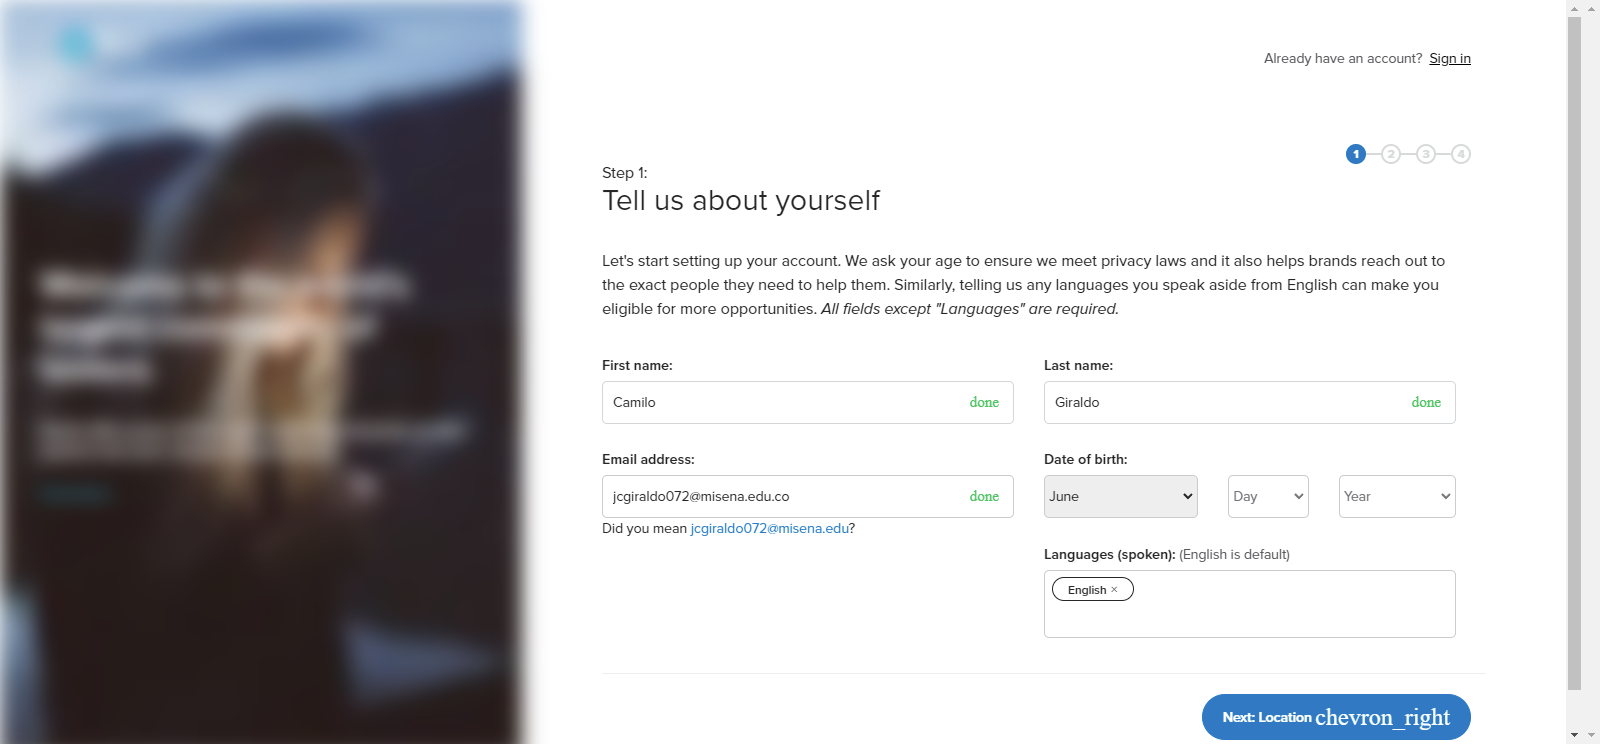 Already have an account? Sign in
1 2 3 4
Step 1:
Tell us about yourself
Let's start setting up your account. We ask your age to ensure we meet privacy laws and it also helps brands reach out to
the exact people they need to help them. Similarly, telling us any languages you speak aside from English can make you
eligible for more opportunities. All fields except "Languages" are required.
First name:
Last name:
Camilo done
Giraldo done
Email address:
Date of birth:
jcgiraldo072@misena.edu.co done
June Day Year
Did you mean jcgiraldo072@misena.edu?
Languages (spoken): (English is default)
English ×
Next: Location chevron_right